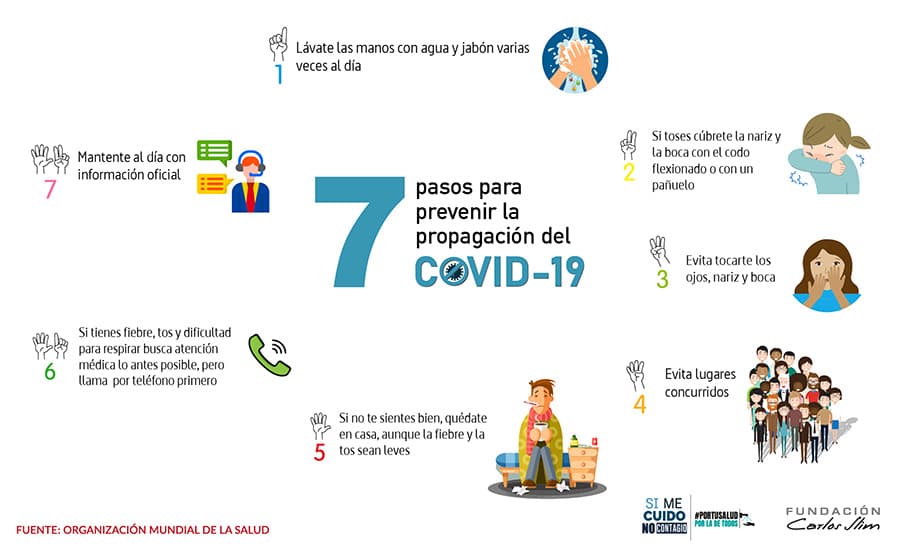 7
pasos para
prevenir la
propagación del
COVID-19
1
Lávate las manos con agua y jabón varias
veces al día
2
Si toses cúbrete la nariz y
la boca con el codo
flexionado o con un
pañuelo
3
Evita tocarte los
ojos, nariz y boca
4
Evita lugares
concurridos
5
Si no te sientes bien, quédate
en casa, aunque la fiebre y la
tos sean leves
6
Si tienes fiebre, tos y dificultad
para respirar busca atención
médica lo antes posible, pero
llama por teléfono primero
7
Mantente al día con
información oficial
FUENTE: ORGANIZACIÓN MUNDIAL DE LA SALUD
SI ME
CUIDO
NO CONTAGIO
#PORTUSALUD
POR LA DE TODOS
FUNDACIÓN
Carlos Slim